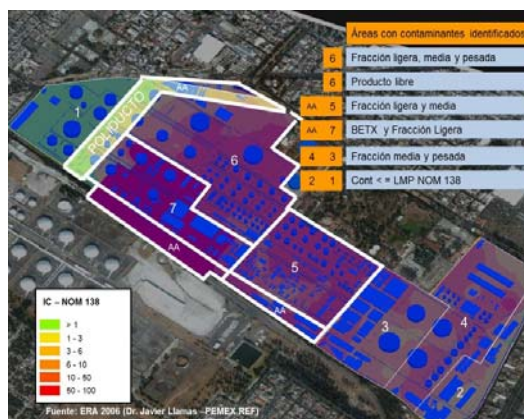 Áreas con contaminantes identificados
6 Fracción ligera, media y pesada
6 Producto libre
AA 5 Fracción ligera y media
AA 7 BETX y Fracción Ligera
4 3 Fracción media y pesada
2 1 Cont < = LMP NOM 138
1
POLIDUCTO
AA
6
7
AA
5
AA
3
4
2
IC – NOM 138
> 1
1 - 3
3 - 6
6 - 10
10 - 50
50 - 100
Fuente: ERA 2006 (Dr. Javier Llamas – PEMEX REF)